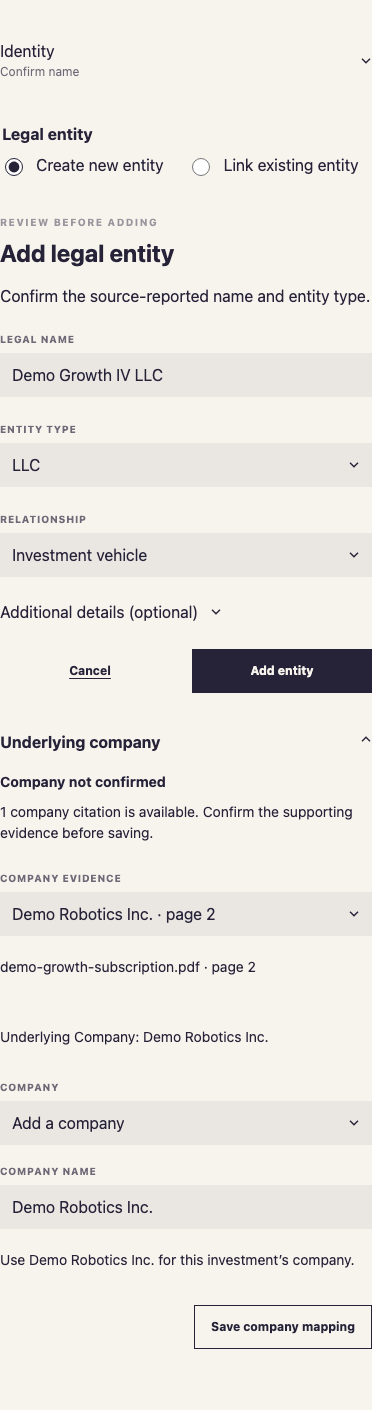 Identity
Confirm name
Legal entity
Create new entity
Link existing entity
REVIEW BEFORE ADDING
Add legal entity
Confirm the source-reported name and entity type.
LEGAL NAME
Demo Growth IV LLC
ENTITY TYPE
LLC
RELATIONSHIP
Investment vehicle
Additional details (optional)
Cancel
Add entity
Underlying company
Company not confirmed
1 company citation is available. Confirm the supporting
evidence before saving.
COMPANY EVIDENCE
Demo Robotics Inc. · page 2
demo-growth-subscription.pdf · page 2
Underlying Company: Demo Robotics Inc.
COMPANY
Add a company
COMPANY NAME
Demo Robotics Inc.
Use Demo Robotics Inc. for this investment’s company.
Save company mapping